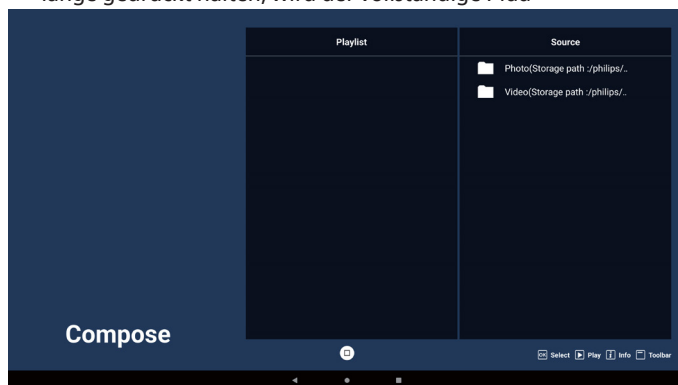 lange gedrückt halten, wird der vollständige Pfad
Playlist
Source
Photo(Storage path :/philips/..
Video(Storage path :/philips/..
Compose
OK Select Play i Info Toolbar